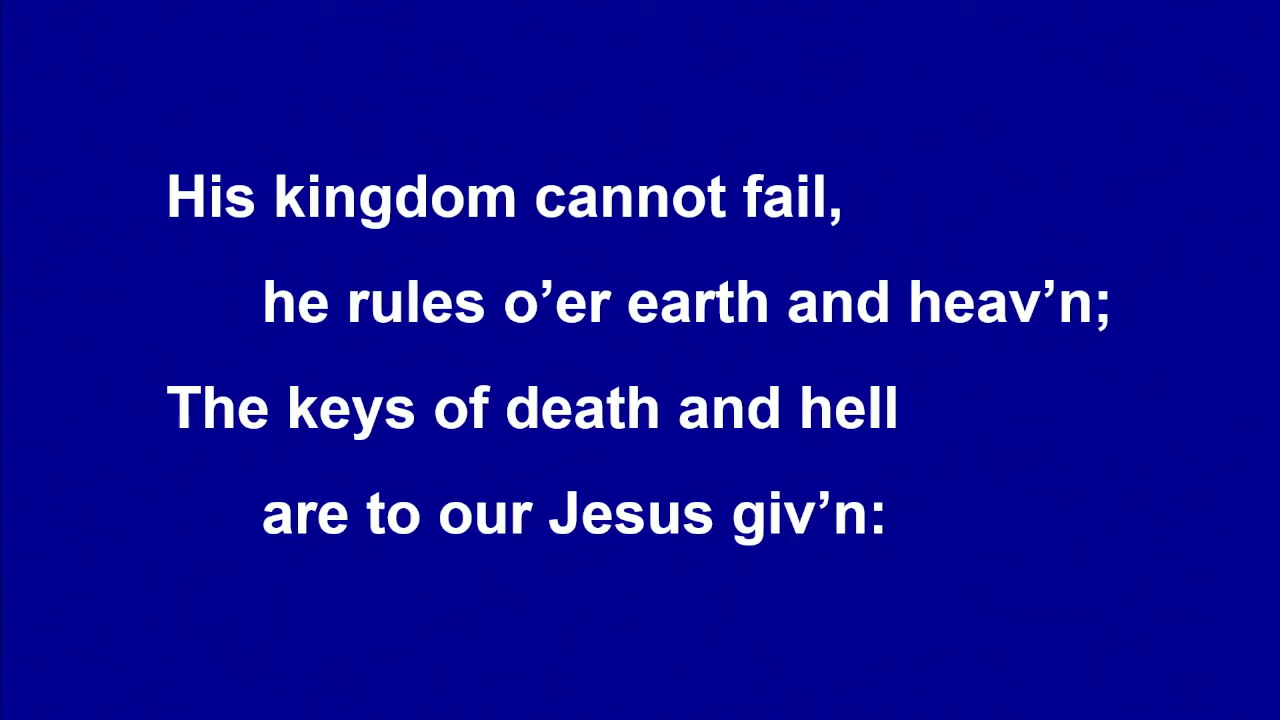 His kingdom cannot fail,
he rules o’er earth and heav’n;
The keys of death and hell
are to our Jesus giv’n: